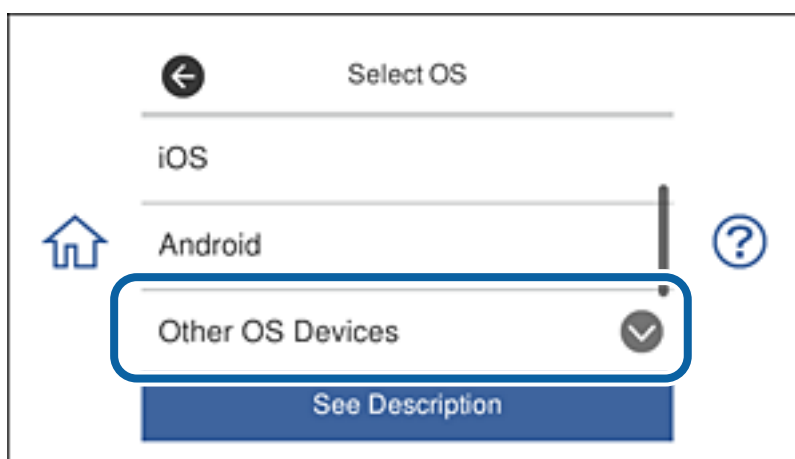 Select OS
iOS
Android
Other OS Devices
See Description